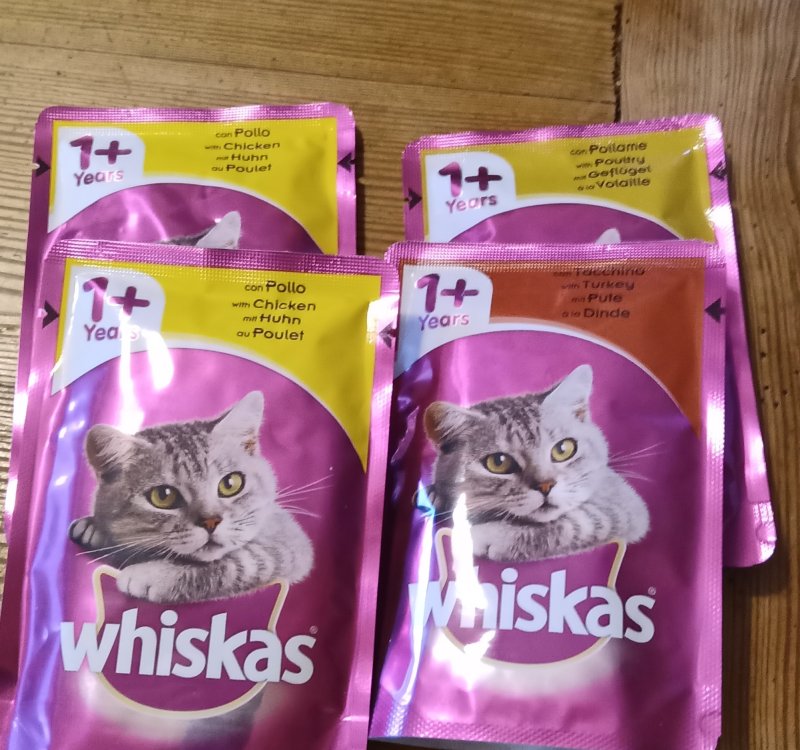 1+
Years
con Pollo
with Chicken
mit Huhn
au Poulet
1+
Years
con Pollame
with Poultry
mit Geflügel
à la Volaille
1+
Years
con Pollo
with Chicken
mit Huhn
au Poulet
whiskas®
1+
Years
con Tacchino
with Turkey
mit Pute
à la Dinde
whiskas®